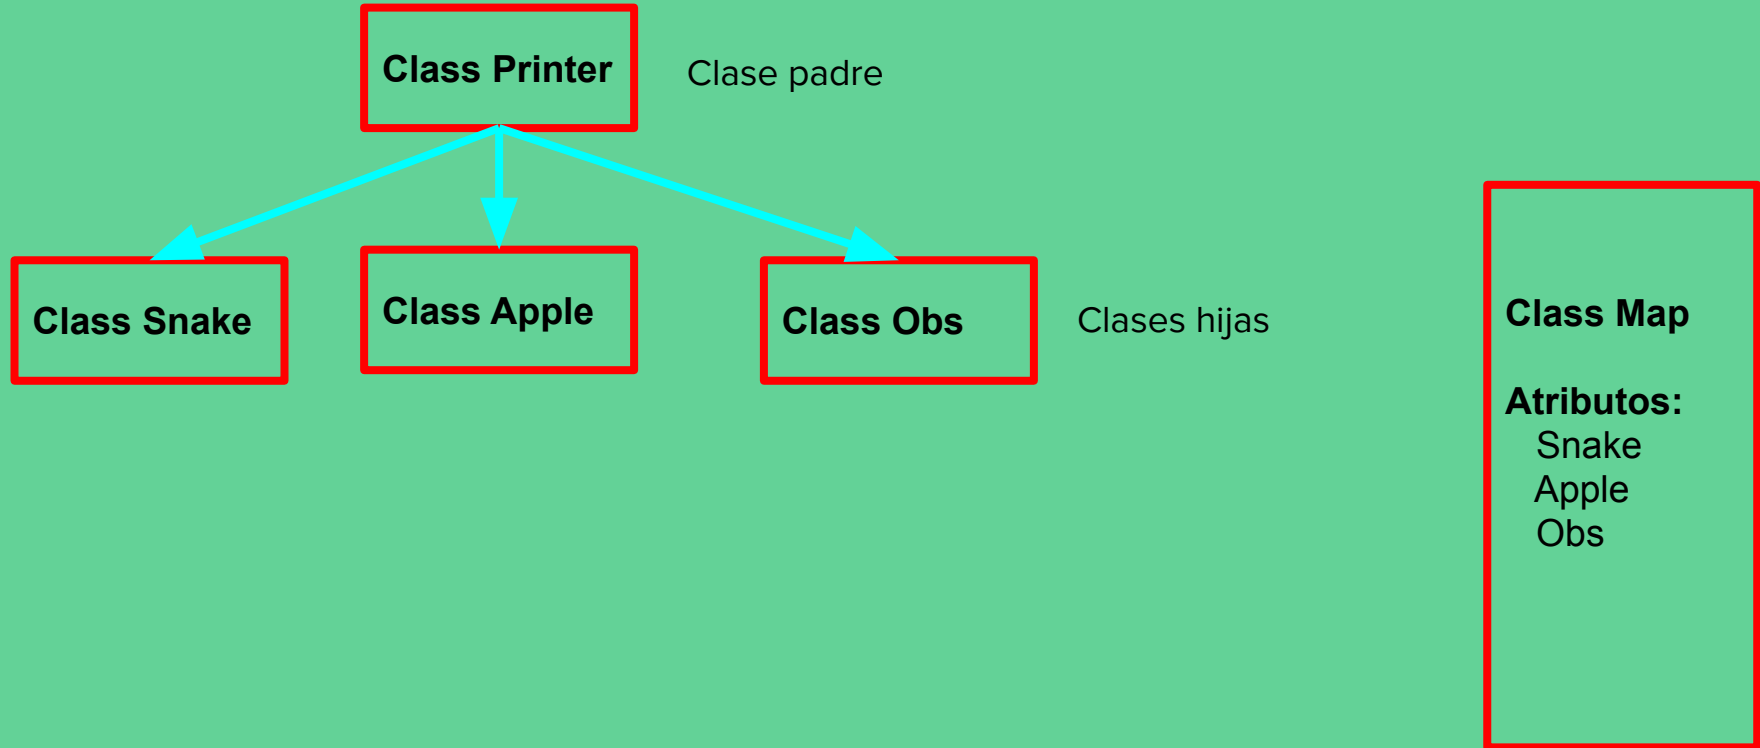 Class Printer
Clase padre
Class Snake
Class Apple
Class Obs
Clases hijas
Class Map
Atributos:
Snake
Apple
Obs